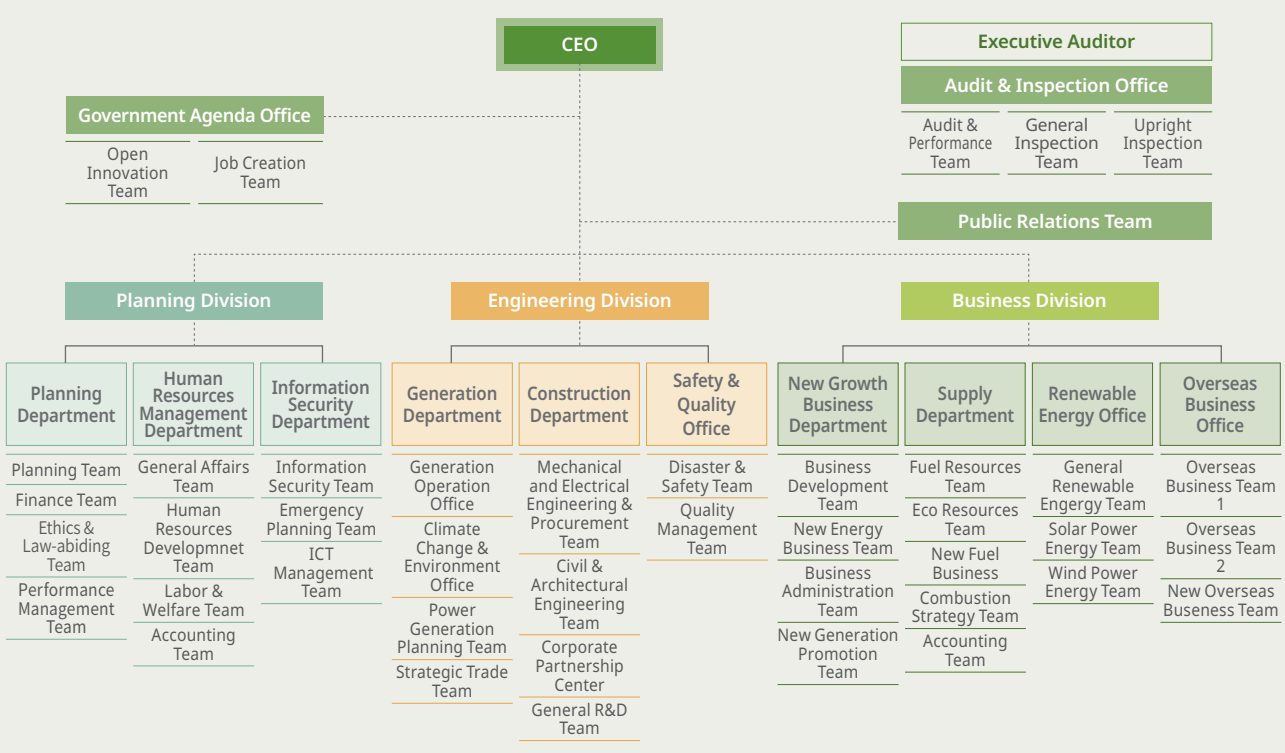 CEO
Executive Auditor
Audit & Inspection Office
Audit &
Performance
Team
General
Inspection
Team
Upright
Inspection
Team
Government Agenda Office
Open
Innovation
Team
Job Creation
Team
Public Relations Team
Planning Division
Engineering Division
Business Division
Planning
Department
Human
Resources
Management
Department
Information
Security
Department
Generation
Department
Construction
Department
Safety &
Quality
Office
New Growth
Business
Department
Supply
Department
Renewable
Energy Office
Overseas
Business
Office
Planning Team
Finance Team
Ethics &
Law-abiding
Team
Performance
Management
Team
General Affairs
Team
Human
Resources
Developmnet
Team
Labor &
Welfare Team
Accounting
Team
Information
Security Team
Emergency
Planning Team
ICT
Management
Team
Generation
Operation
Office
Climate
Change &
Environment
Office
Power
Generation
Planning Team
Strategic Trade
Team
Mechanical
and Electrical
Engineering &
Procurement
Team
Civil &
Architectural
Engineering
Team
Corporate
Partnership
Center
General R&D
Team
Disaster &
Safety Team
Quality
Management
Team
Business
Development
Team
New Energy
Business Team
Business
Administration
Team
New Generation
Promotion
Team
Fuel Resources
Team
Eco Resources
Team
New Fuel
Business
Combustion
Strategy Team
Accounting
Team
General
Renewable
Engergy Team
Solar Power
Energy Team
Wind Power
Energy Team
Overseas
Business Team
1
Overseas
Business Team
2
New Overseas
Buseness Team